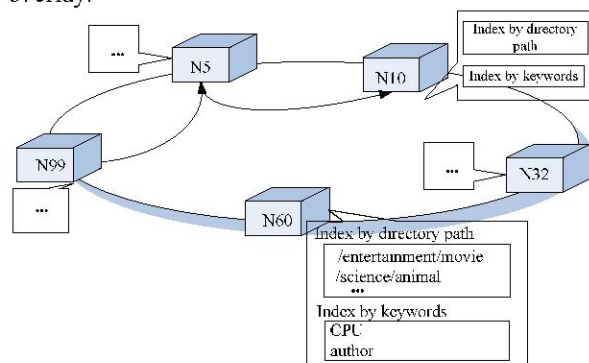 overlay.
...
N5
N10
Index by directory
path
Index by keywords
N99
...
...
N32
N60
Index by directory path
/entertainment/movie
/science/animal
...
Index by keywords
CPU
author